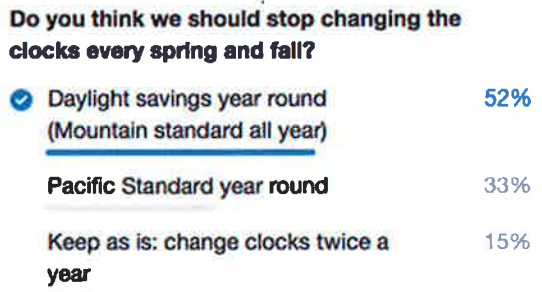 Do you think we should stop changing the
clocks every spring and fall?
Daylight savings year round 52%
(Mountain standard all year)
Pacific Standard year round 33%
Keep as is: change clocks twice a 15%
year